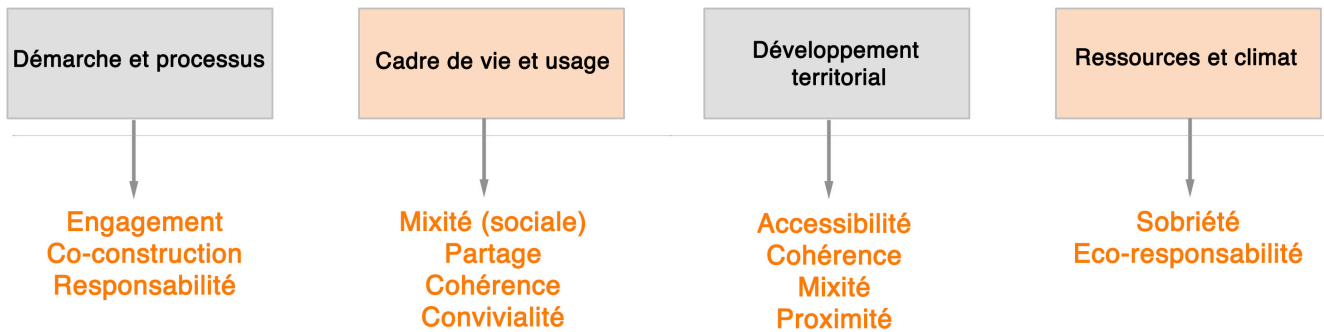 Démarche et processus
Cadre de vie et usage
Développement
territorial
Ressources et climat
Engagement
Co-construction
Responsabilité
Mixité (sociale)
Partage
Cohérence
Convivialité
Accessibilité
Cohérence
Mixité
Proximité
Sobriété
Eco-responsabilité